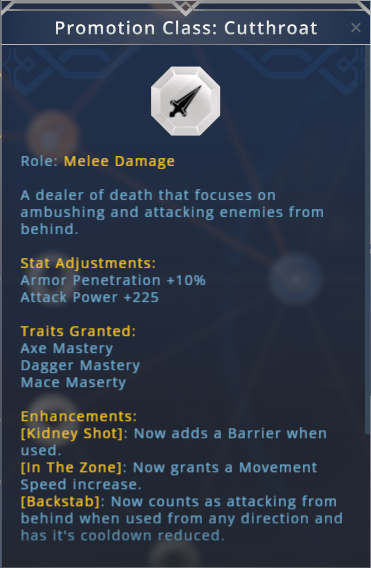 Promotion Class: Cutthroat
Role: Melee Damage
A dealer of death that focuses on
ambushing and attacking enemies from
behind.
Stat Adjustments:
Armor Penetration +10%
Attack Power +225
Traits Granted:
Axe Mastery
Dagger Mastery
Mace Maserty
Enhancements:
[Kidney Shot]: Now adds a Barrier when
used.
[In The Zone]: Now grants a Movement
Speed increase.
[Backstab]: Now counts as attacking from
behind when used from any direction and
has it's cooldown reduced.